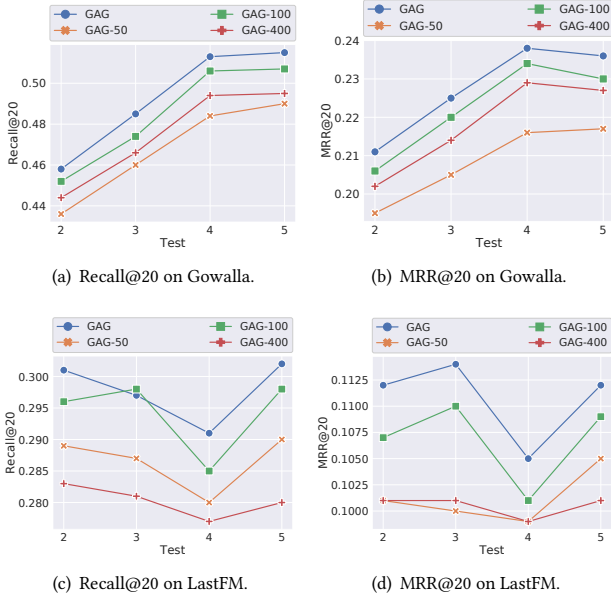 GAG GAG-100
GAG-50 GAG-400
0.50
0.48
0.46
0.44
Recall@20
2 3 4 5
Test
(a) Recall@20 on Gowalla.
GAG GAG-100
GAG-50 GAG-400
0.24
0.23
0.22
0.21
0.20
MRR@20
2 3 4 5
Test
(b) MRR@20 on Gowalla.
GAG GAG-100
GAG-50 GAG-400
0.300
0.295
0.290
0.285
0.280
Recall@20
2 3 4 5
Test
(c) Recall@20 on LastFM.
GAG GAG-100
GAG-50 GAG-400
0.1125
0.1100
0.1075
0.1050
0.1025
0.1000
MRR@20
2 3 4 5
Test
(d) MRR@20 on LastFM.